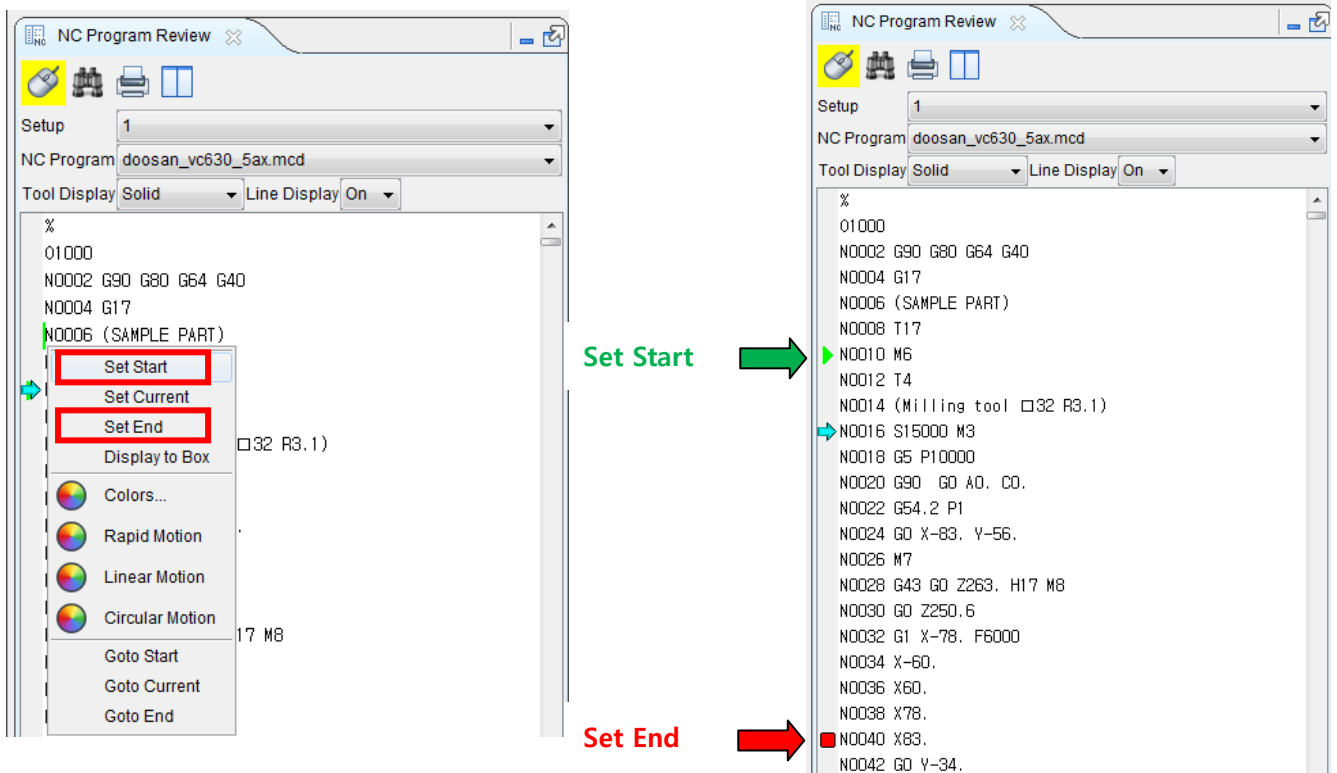 NC Program Review
Setup 1
NC Program doosan_vc630_5ax.mcd
Tool Display Solid Line Display On
%
O1000
N0002 G90 G80 G64 G40
N0004 G17
N0006 (SAMPLE PART)
Set Start
Set Current
Set End
□32 R3.1)
Display to Box
Colors...
Rapid Motion
Linear Motion
Circular Motion
17 M8
Goto Start
Goto Current
Goto End
Set Start
Set End
NC Program Review
Setup 1
NC Program doosan_vc630_5ax.mcd
Tool Display Solid Line Display On
%
O1000
N0002 G90 G80 G64 G40
N0004 G17
N0006 (SAMPLE PART)
N0008 T17
N0010 M6
N0012 T4
N0014 (Milling tool □32 R3.1)
N0016 S15000 M3
N0018 G5 P10000
N0020 G90 G0 A0. C0.
N0022 G54.2 P1
N0024 G0 X-83. Y-56.
N0026 M7
N0028 G43 G0 Z263. H17 M8
N0030 G0 Z250.6
N0032 G1 X-78. F6000
N0034 X-60.
N0036 X60.
N0038 X78.
N0040 X83.
N0042 G0 Y-34.